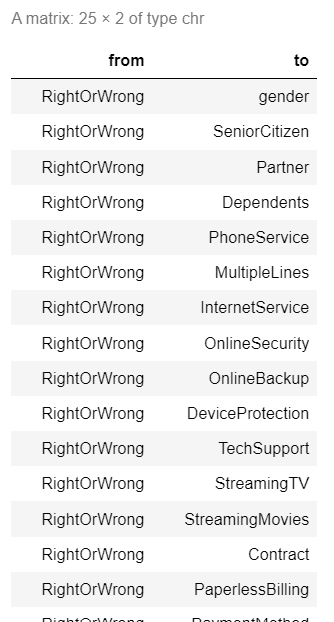 A matrix: 25 × 2 of type chr
from to
RightOrWrong gender
RightOrWrong SeniorCitizen
RightOrWrong Partner
RightOrWrong Dependents
RightOrWrong PhoneService
RightOrWrong MultipleLines
RightOrWrong InternetService
RightOrWrong OnlineSecurity
RightOrWrong OnlineBackup
RightOrWrong DeviceProtection
RightOrWrong TechSupport
RightOrWrong StreamingTV
RightOrWrong StreamingMovies
RightOrWrong Contract
RightOrWrong PaperlessBilling
RightOrWrong PaymentMethod